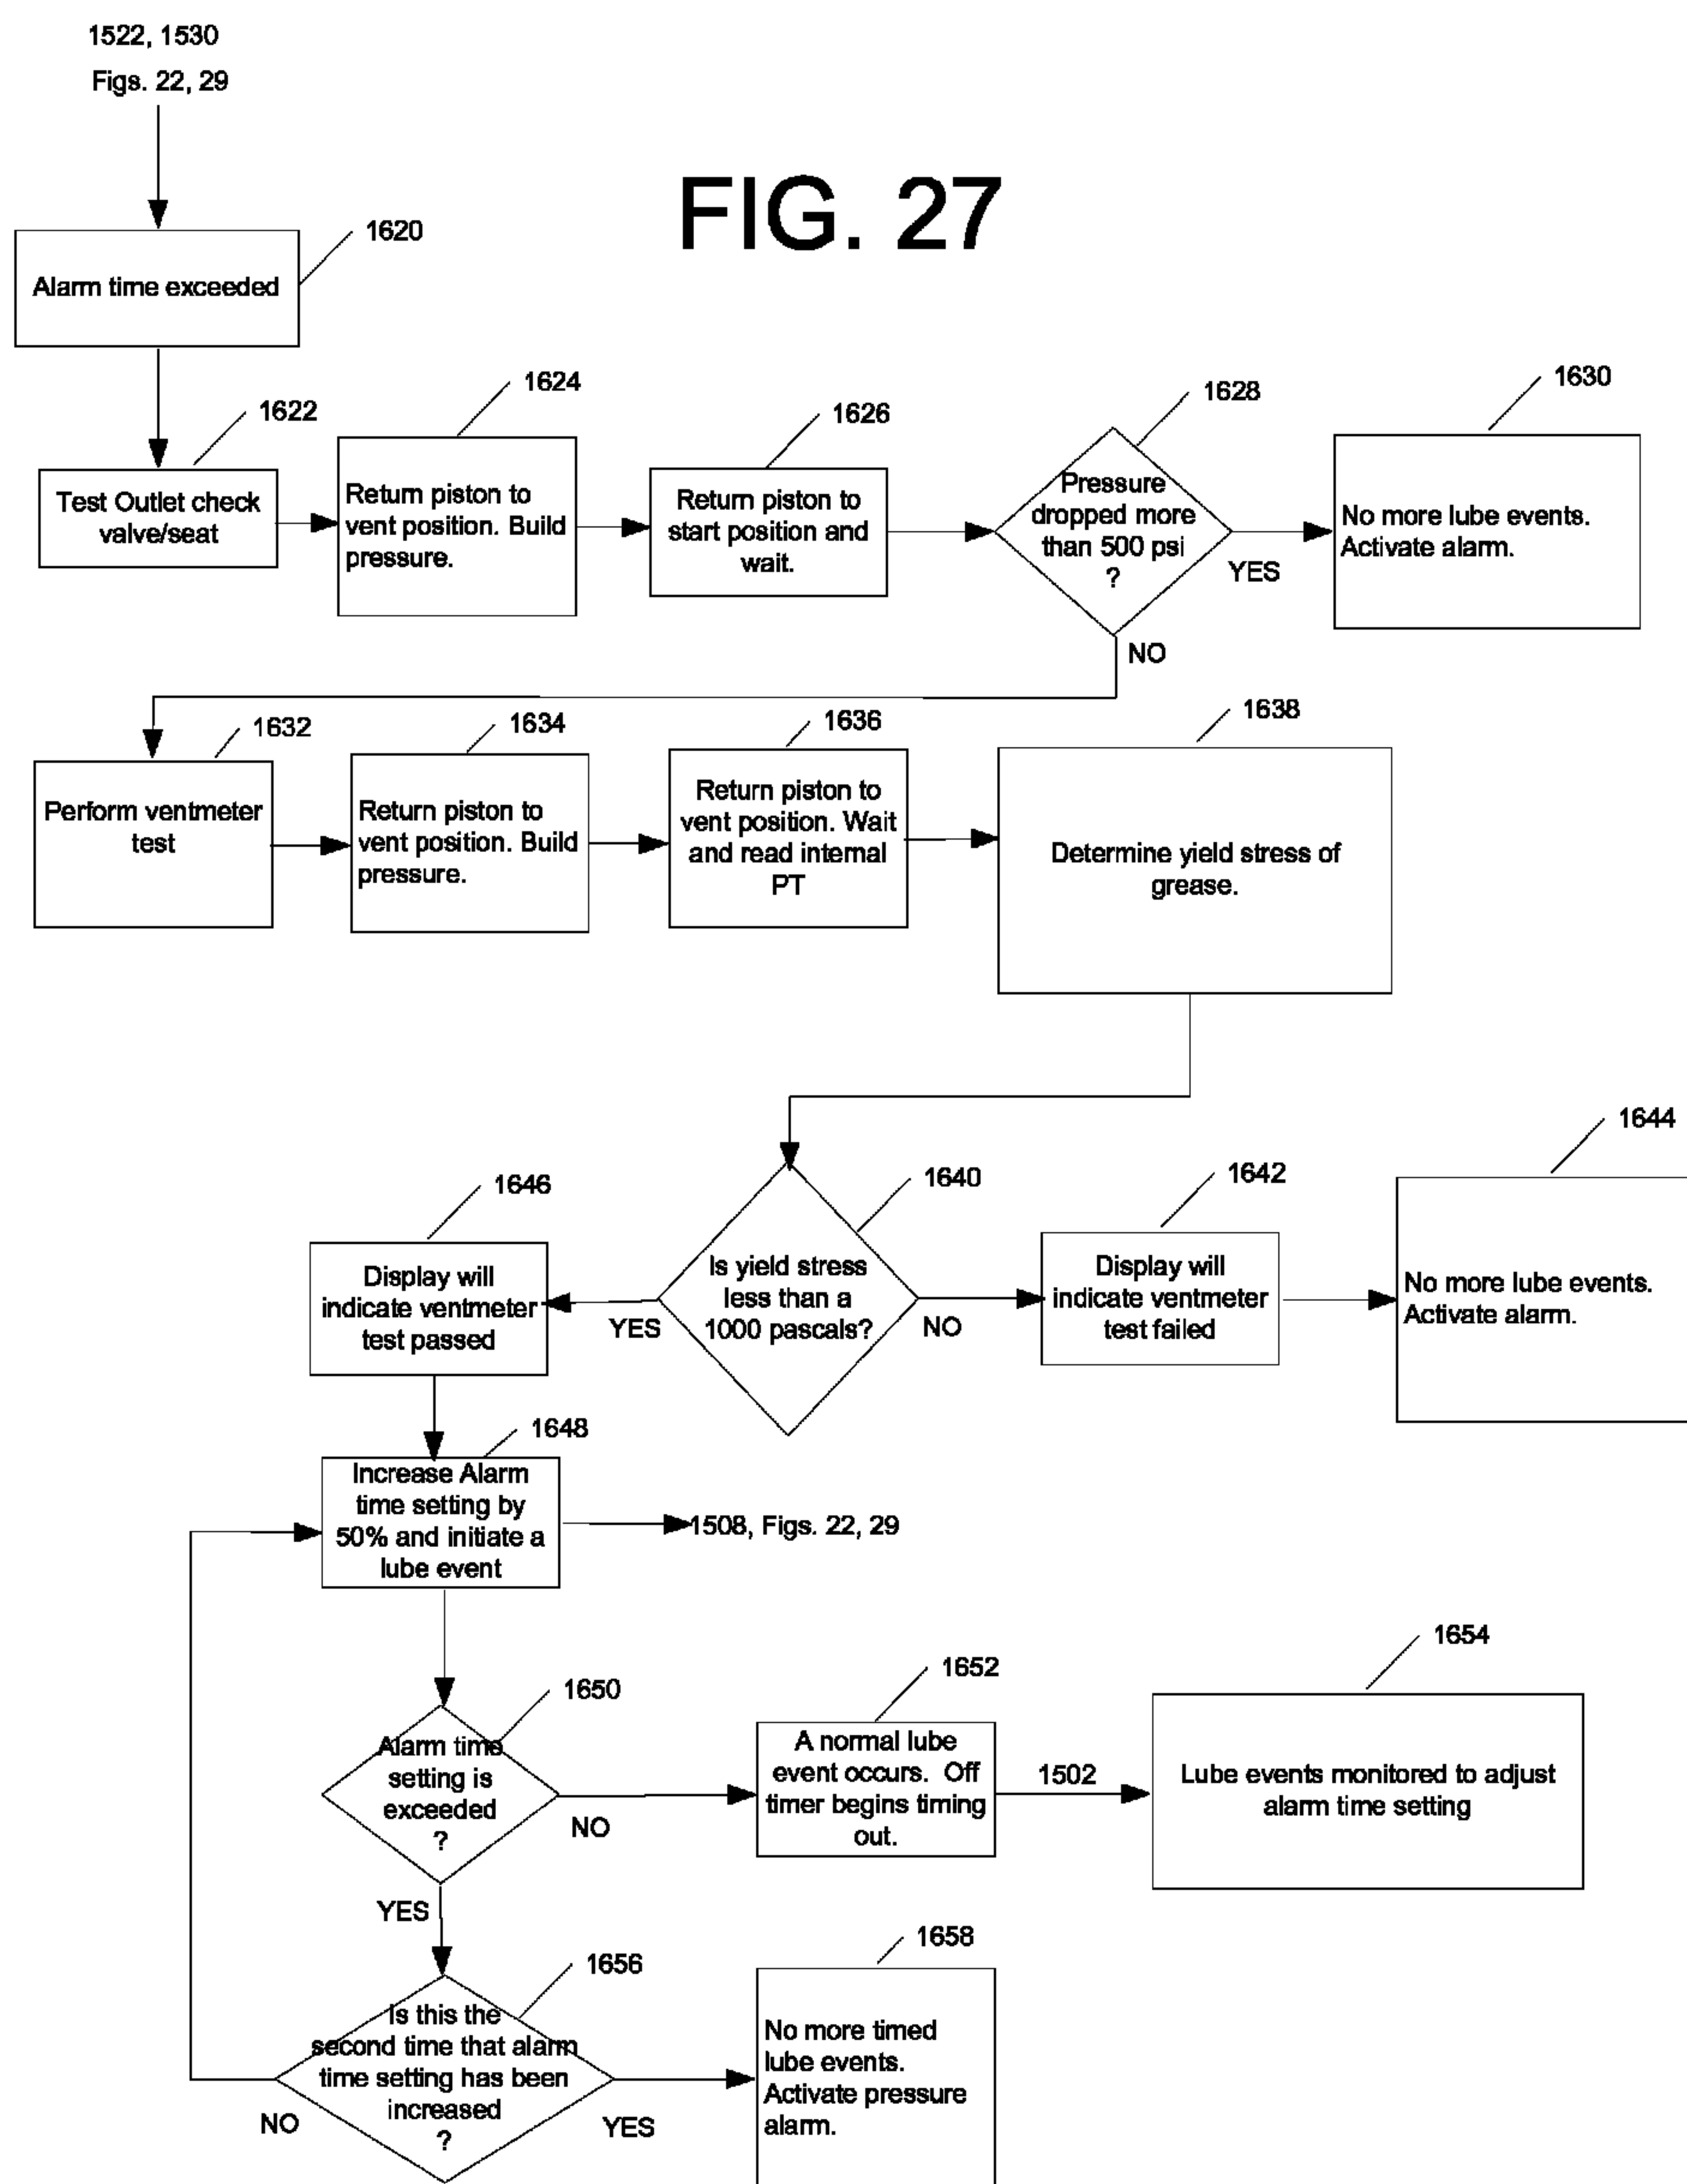 1522, 1530
Figs. 22, 29
FIG. 27
1620
Alarm time exceeded
1622
Test Outlet check
valve/seat
1624
Return piston to
vent position. Build
pressure.
1626
Return piston to
start position and
wait.
1628
Pressure
dropped more
than 500 psi
?
YES
NO
1630
No more lube events.
Activate alarm.
1632
Perform ventmeter
test
1634
Return piston to
vent position. Build
pressure.
1636
Return piston to
vent position. Wait
and read internal
PT
1638
Determine yield stress of
grease.
1640
Is yield stress
less than a
1000 pascals?
YES
NO
1642
Display will
indicate ventmeter
test failed
1644
No more lube events.
Activate alarm.
1646
Display will
indicate ventmeter
test passed
1648
Increase Alarm
time setting by
50% and initiate a
lube event
1508, Figs. 22, 29
1650
Alarm time
setting is
exceeded
?
NO
YES
1652
A normal lube
event occurs. Off
timer begins timing
out.
1502
1654
Lube events monitored to adjust
alarm time setting
1656
Is this the
second time that alarm
time setting has been
increased
?
NO
YES
1658
No more timed
lube events.
Activate pressure
alarm.